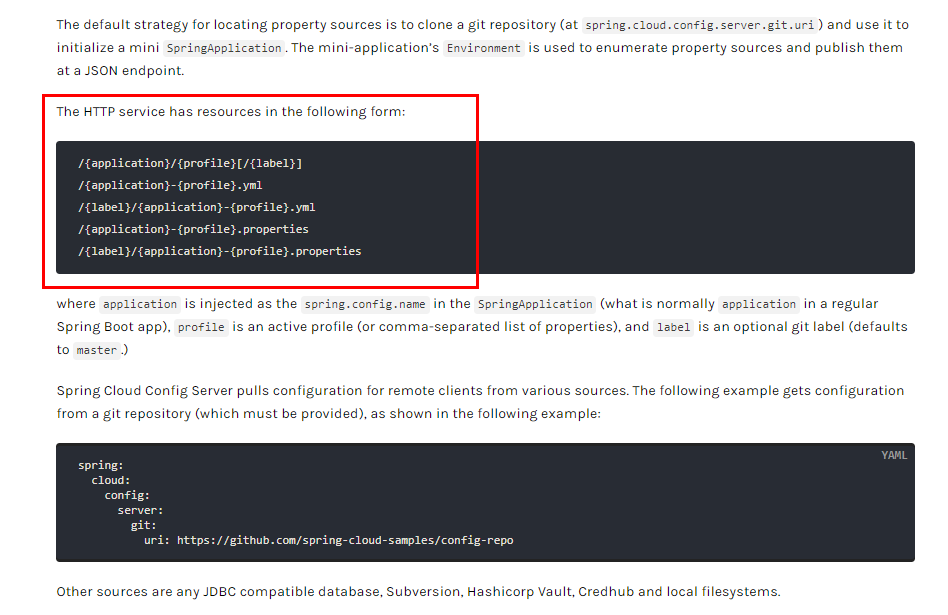 The default strategy for locating property sources is to clone a git repository (at spring.cloud.config.server.git.uri) and use it to
initialize a mini SpringApplication. The mini-application's Environment is used to enumerate property sources and publish them
at a JSON endpoint.
The HTTP service has resources in the following form:
/{application}/{profile}[/{label}]
/{application}-{profile}.yml
/{label}/{application}-{profile}.yml
/{application}-{profile}.properties
/{label}/{application}-{profile}.properties
where application is injected as the spring.config.name in the SpringApplication (what is normally application in a regular
Spring Boot app), profile is an active profile (or comma-separated list of properties), and label is an optional git label (defaults
to master.)
Spring Cloud Config Server pulls configuration for remote clients from various sources. The following example gets configuration
from a git repository (which must be provided), as shown in the following example:
YAML
spring:
  cloud:
    config:
      server:
        git:
          uri: https://github.com/spring-cloud-samples/config-repo
Other sources are any JDBC compatible database, Subversion, Hashicorp Vault, Credhub and local filesystems.